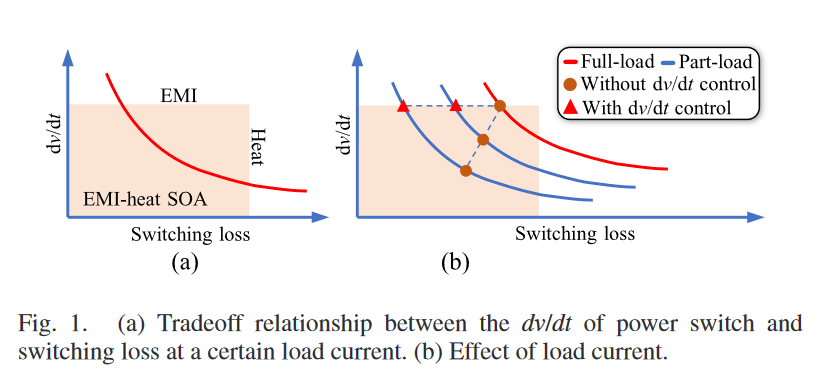 (a)
(b)
Full-load Part-load
Without dv/dt control
With dv/dt control
EMI
dv/dt
Heat
EMI-heat SOA
Switching loss
(a)
dv/dt
Switching loss
(b)
Fig. 1. (a) Tradeoff relationship between the dv/dt of power switch and
switching loss at a certain load current. (b) Effect of load current.